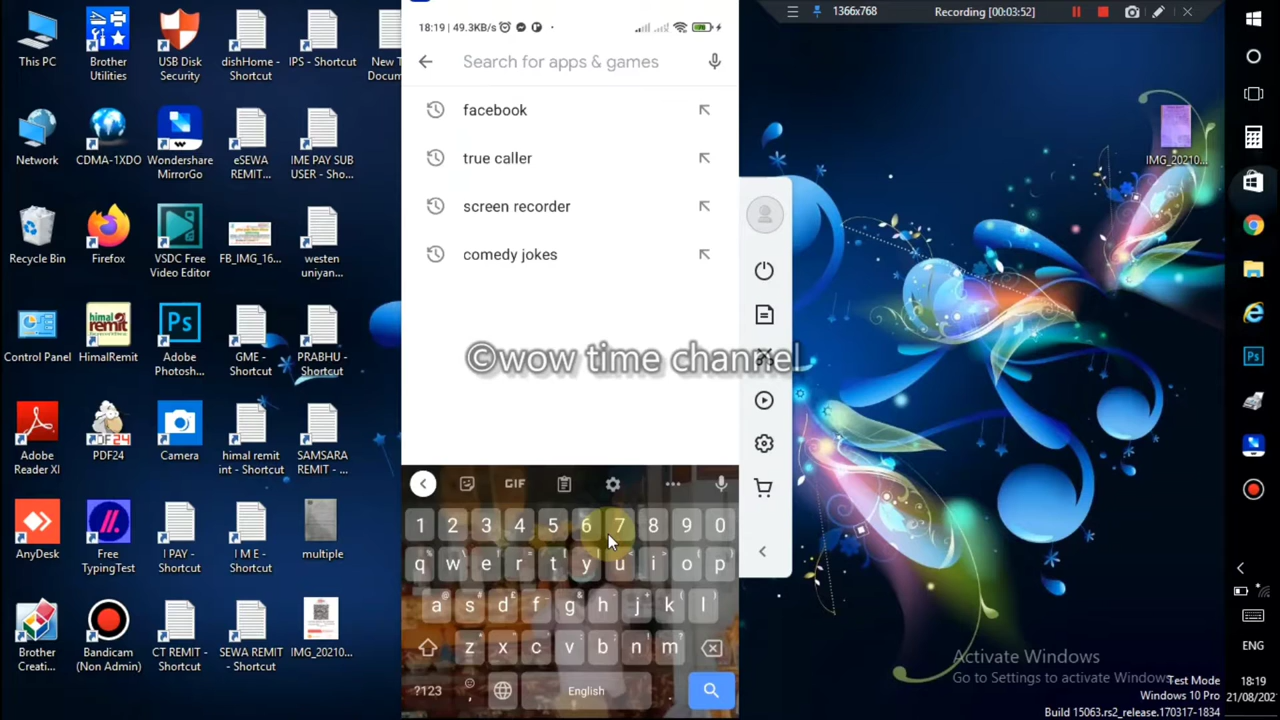 This PC
Brother
Utilities
USB Disk
Security
dishHome -
Shortcut
IPS - Shortcut
New T
Docum
Network
CDMA-1XDO
Wondershare
MirrorGo
eSEWA
REMIT...
IME PAY SUB
USER - Sho...
Recycle Bin
Firefox
VSDC Free
Video Editor
FB_IMG_16...
westen
uniyan...
Control Panel
HimalRemit
Adobe
Photosh...
GME -
Shortcut
PRABHU -
Shortcut
Adobe
Reader XI
PDF24
Camera
himal remit
int - Shortcut
SAMSARA
REMIT - ...
AnyDesk
Free
TypingTest
I PAY -
Shortcut
I M E -
Shortcut
multiple
Brother
Creati...
Bandicam
(Non Admin)
CT REMIT -
Shortcut
SEWA REMIT
- Shortcut
IMG_20210...
18:19 | 49.3KB/s
Search for apps & games
facebook
true caller
screen recorder
comedy jokes
©wow time channel
GIF
1 2 3 4 5 6 7 8 9 0
q w e r t y u i o p
a s d f g h j k l
z x c v b n m
?123 , English .
1366x768
Recording [00:03:52]
IMG_20210...
Activate Windows
Go to Settings to activate Windows.
Test Mode
Windows 10 Pro
Build 15063.rs2_release.170317-1834
ENG
18:19
21/08/202